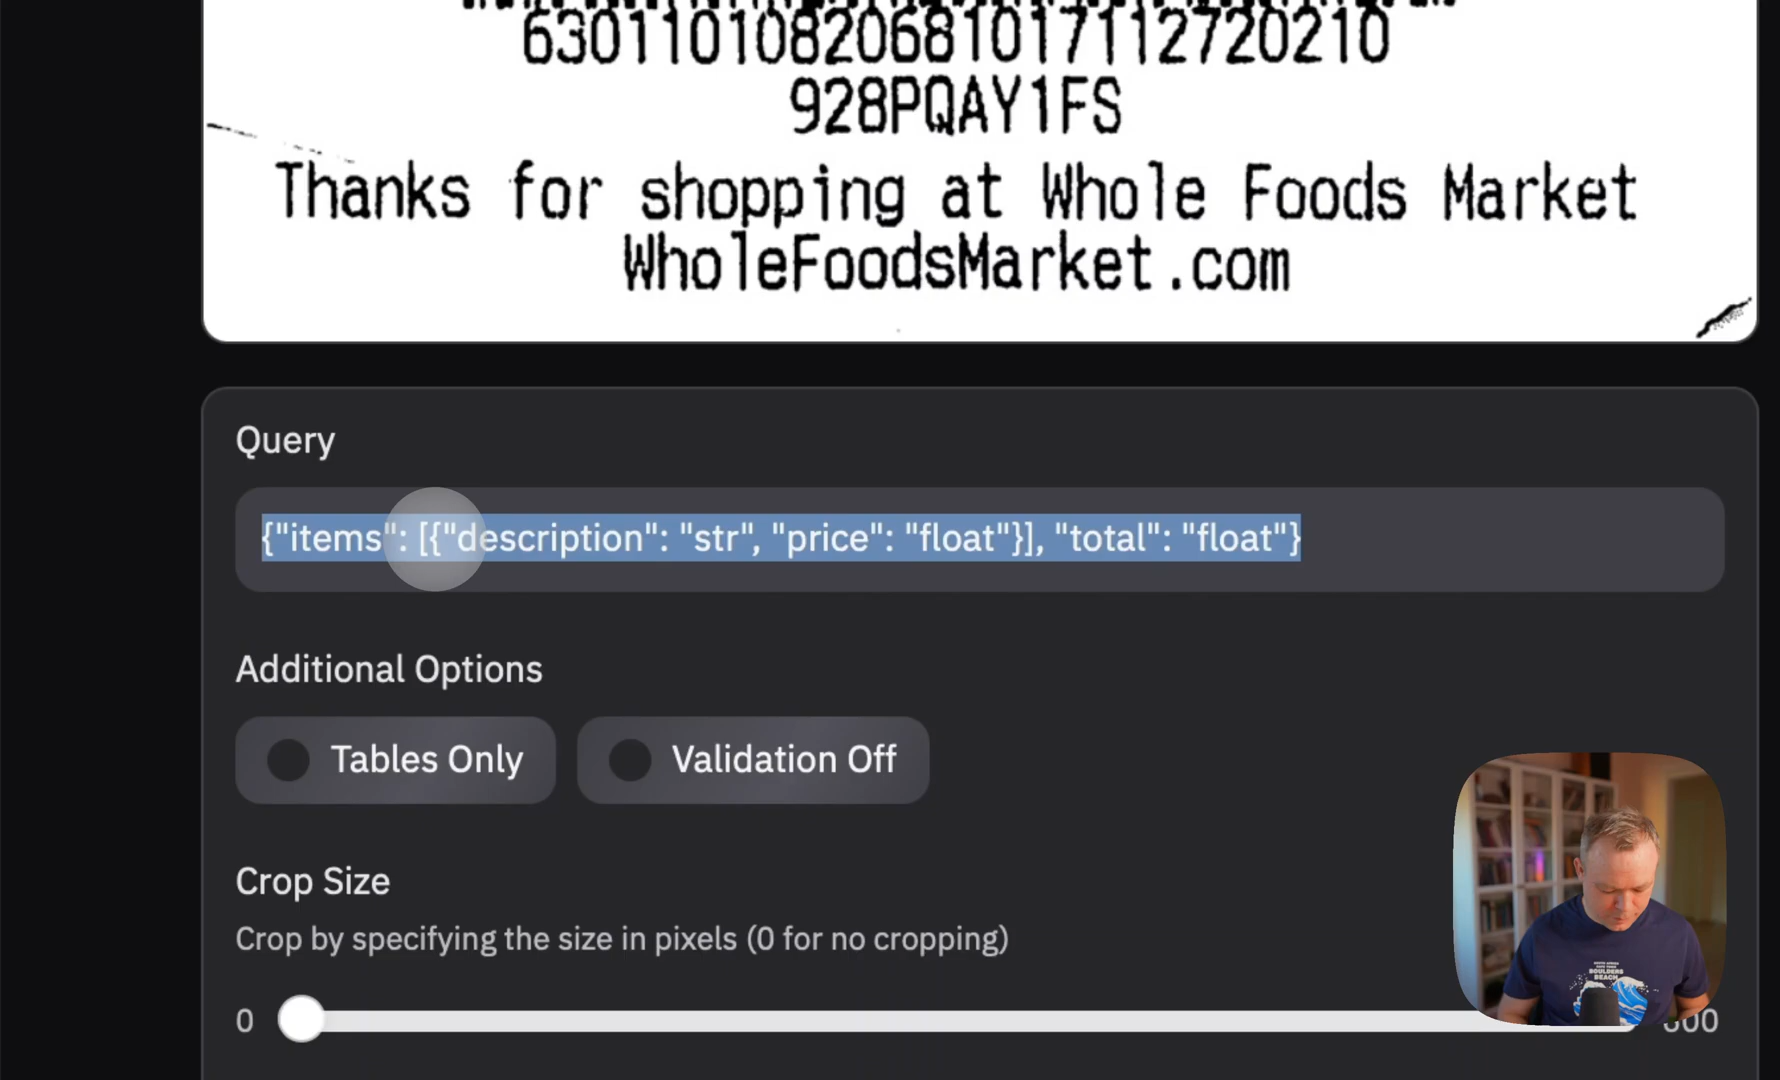 63011010820681017112720210
928PQAY1FS
Thanks for shopping at Whole Foods Market
WholeFoodsMarket.com
Query
{"items": [{"description": "str", "price": "float"}], "total": "float"}
Additional Options
Tables Only
Validation Off
Crop Size
Crop by specifying the size in pixels (0 for no cropping)
BOULDERS
BEACH
0